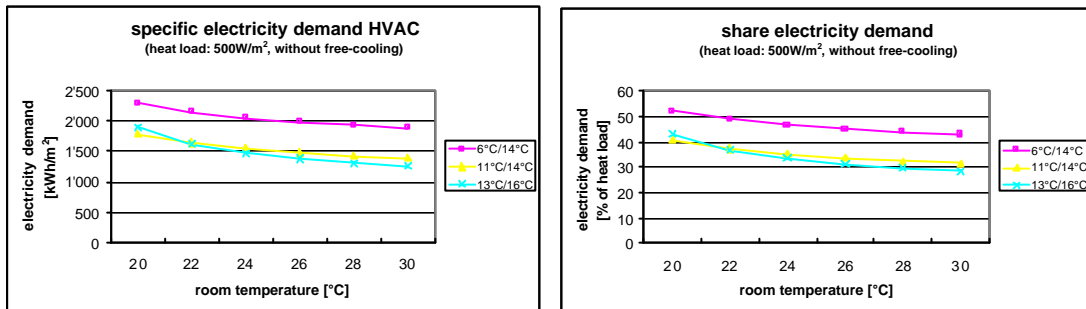 specific electricity demand HVAC
(heat load: 500W/m², without free-cooling)
electricity demand
[kWh/m²]
2'500
2'000
1'500
1'000
500
0
20 22 24 26 28 30
room temperature [°C]
6°C/14°C
11°C/14°C
13°C/16°C
share electricity demand
(heat load: 500W/m², without free-cooling)
electricity demand
[% of heat load]
60
50
40
30
20
10
0
20 22 24 26 28 30
room temperature [°C]
6°C/14°C
11°C/14°C
13°C/16°C